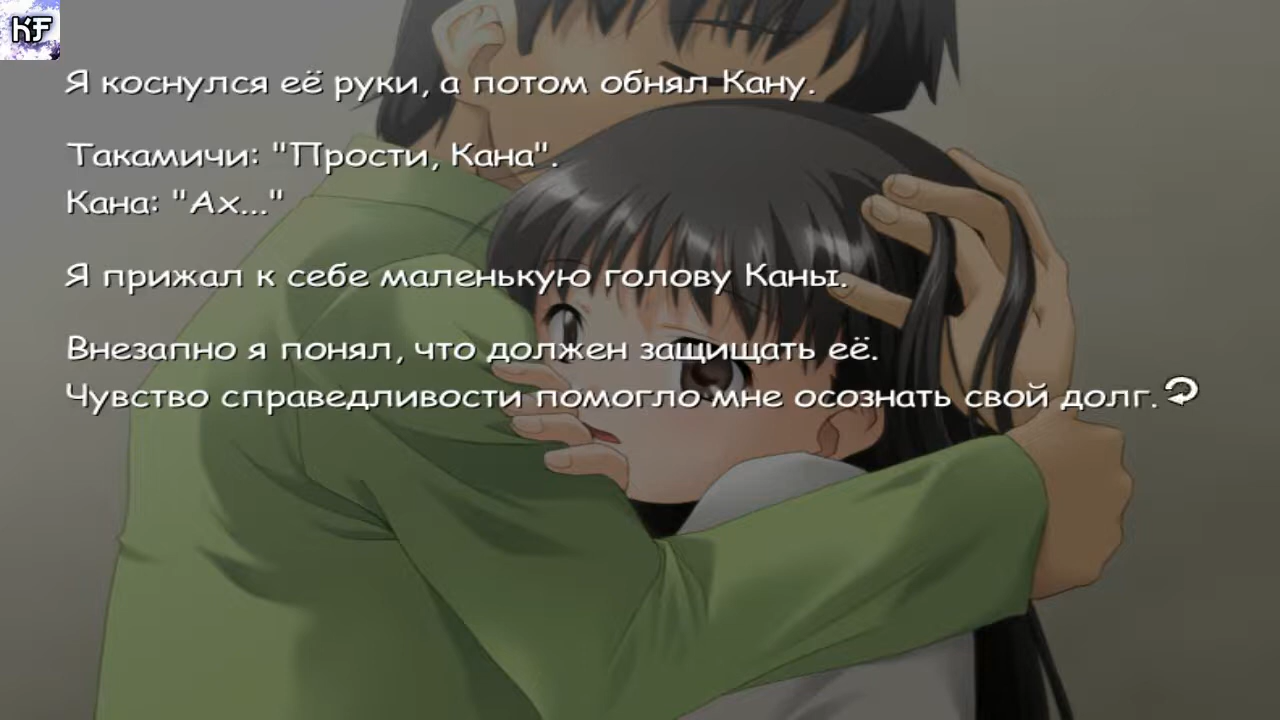 KF
Я коснулся её руки, а потом обнял Кану.
Такамичи: "Прости, Кана".
Кана: "Ах..."
Я прижал к себе маленькую голову Каны.
Внезапно я понял, что должен защищать её.
Чувство справедливости помогло мне осознать свой долг.